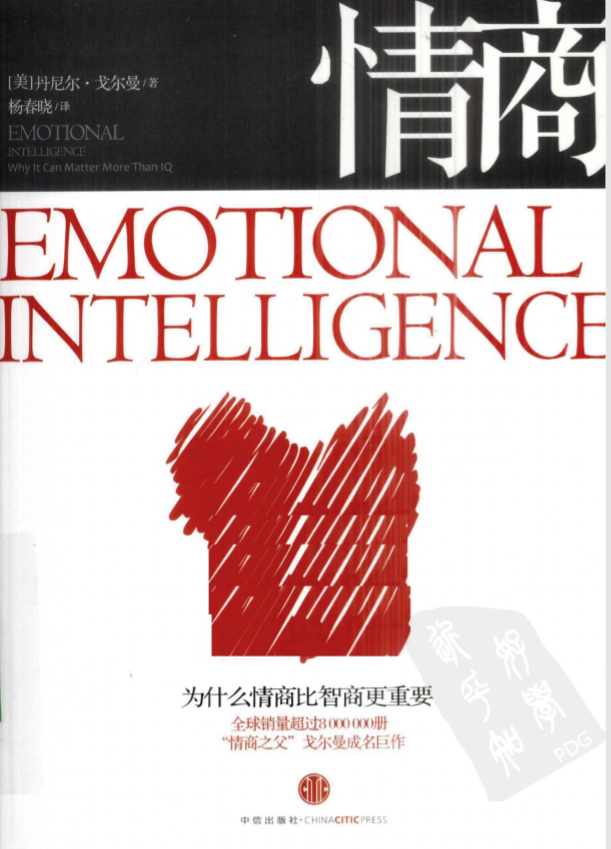 情商
[美]丹尼尔·戈尔曼/著
杨春晓/译
EMOTIONAL
INTELLIGENCE
Why It Can Matter More Than IQ
EMOTIONAL
INTELLIGENCE
为什么情商比智商更重要
全球销量超过8 000 000册
“情商之父”戈尔曼成名巨作
中信出版社·CHINACITICPRESS
PDG